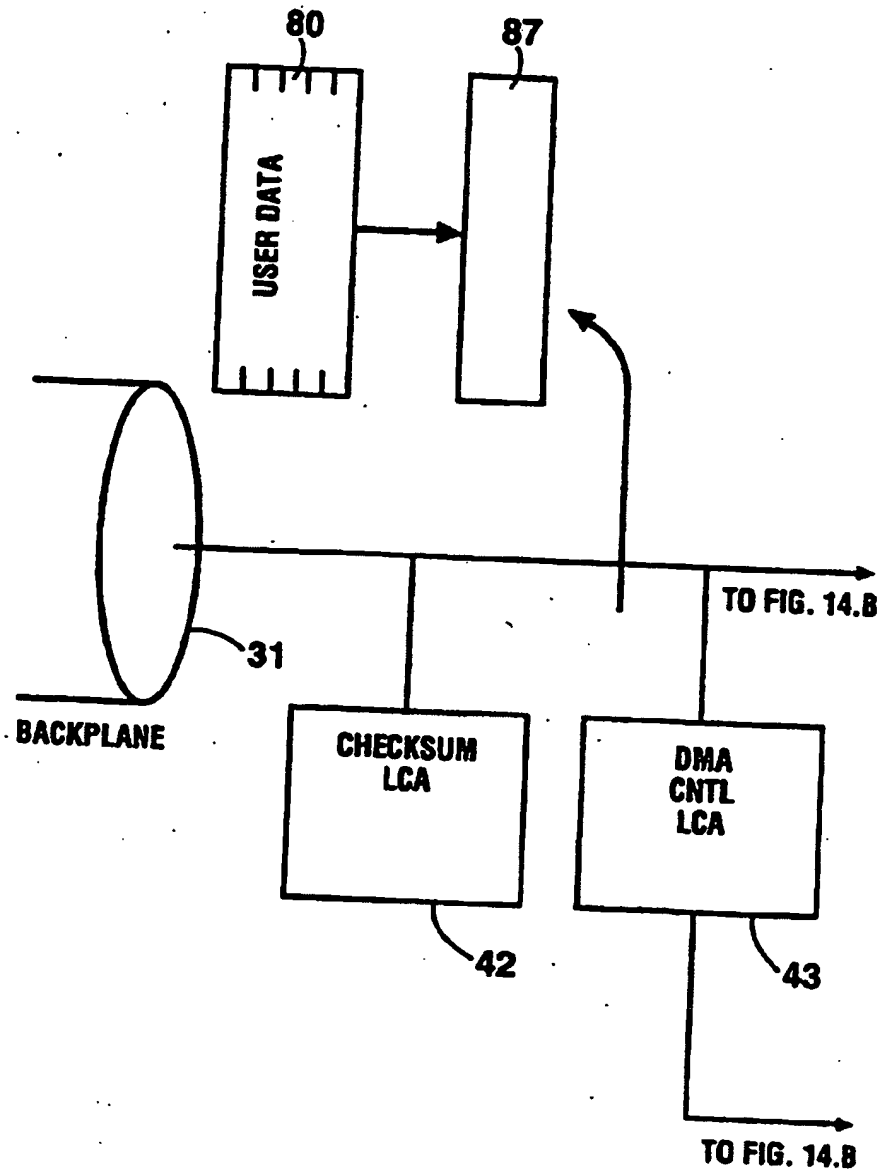 80
87
USER DATA
TO FIG. 14.B
31
BACKPLANE
CHECKSUM
LCA
DMA
CNTL
LCA
42
43
TO FIG. 14.B